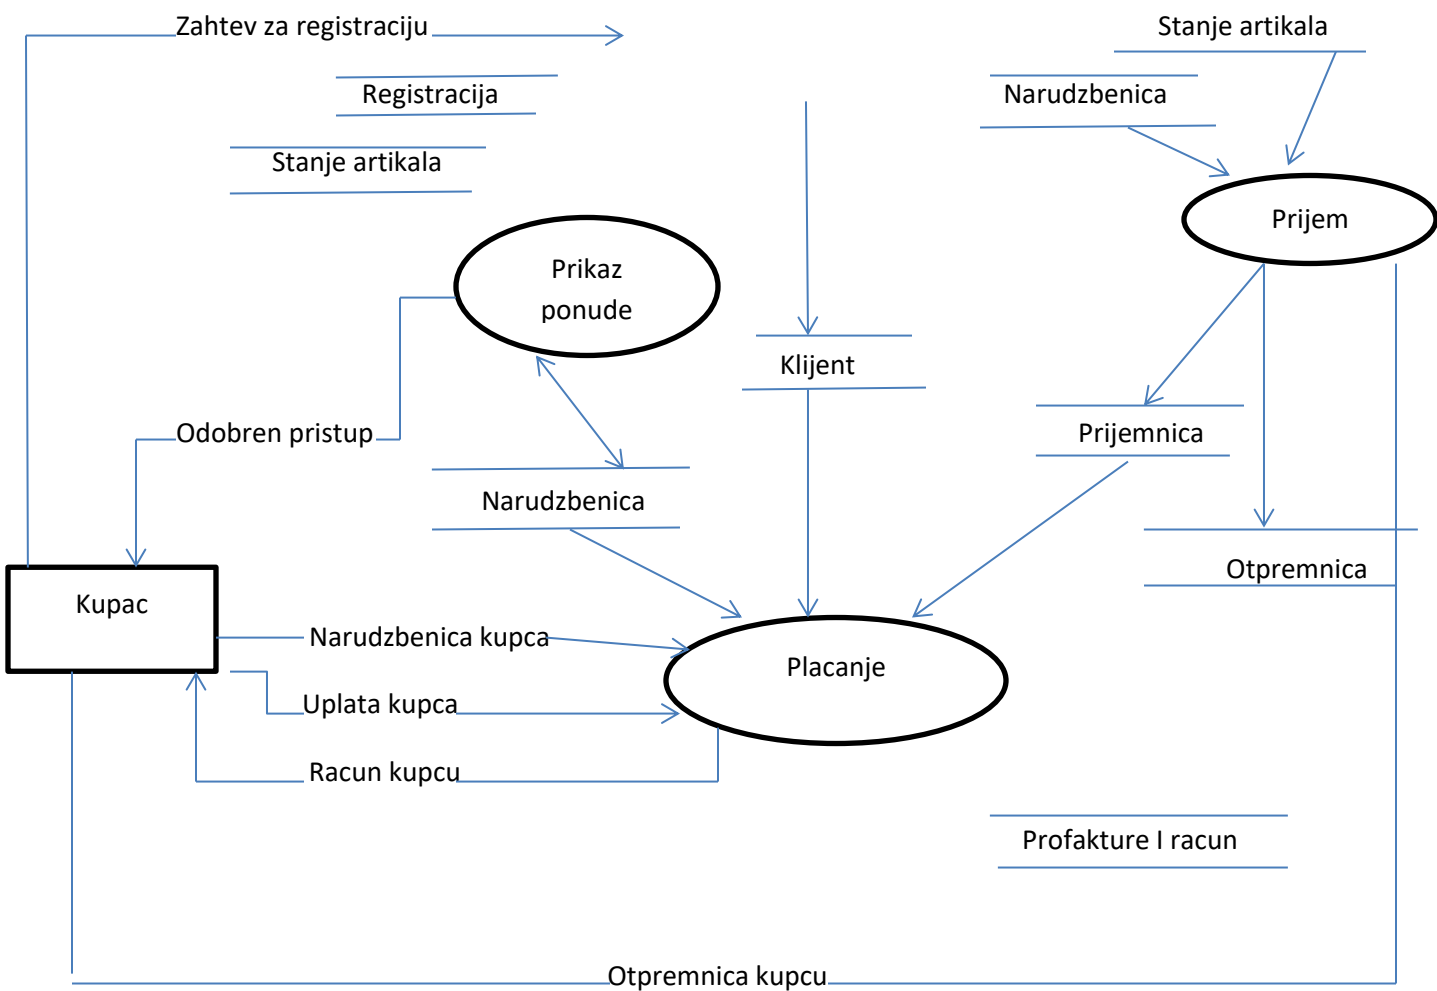 Zahtev za registraciju
Stanje artikala
Registracija
Narudzbenica
Stanje artikala
Prijem
Prikaz
ponude
Klijent
Odobren pristup
Prijemnica
Narudzbenica
Otpremnica
Kupac
Narudzbenica kupca
Placanje
Uplata kupca
Racun kupcu
Profakture I racun
Otpremnica kupcu